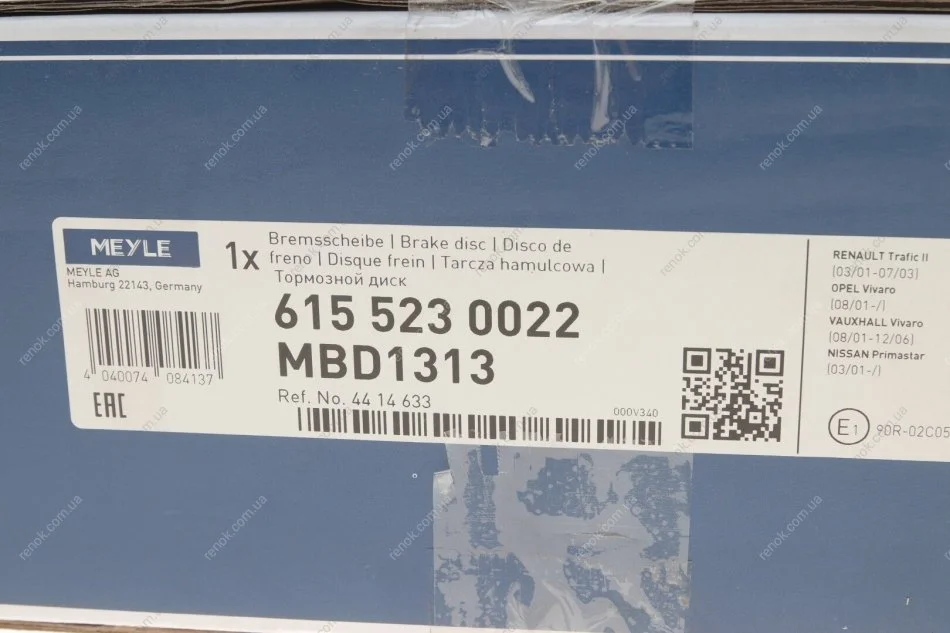 MEYLE
MEYLE AG
Hamburg 22143, Germany
4 040074 084137
EAC
1x
Bremsscheibe | Brake disc | Disco de
freno | Disque frein | Tarcza hamulcowa |
Тормозной диск
615 523 0022
MBD1313
Ref. No. 44 14 633
000V340
RENAULT Trafic II
(03/01-07/03)
OPEL Vivaro
(08/01-/)
VAUXHALL Vivaro
(08/01-12/06)
NISSAN Primastar
(03/01-/)
E1
90R-02C05
renok.com.ua